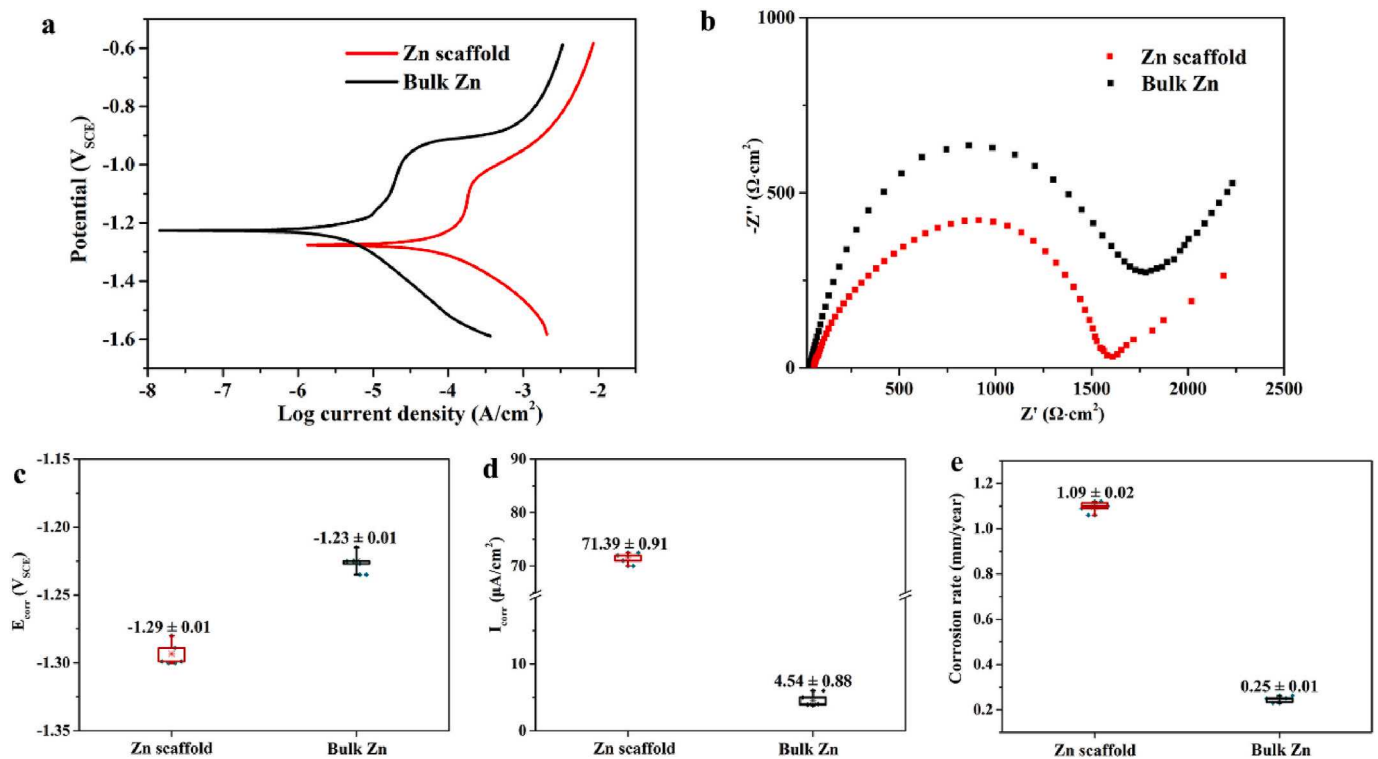 a
Zn scaffold
Bulk Zn
-0.6
-0.8
-1.0
-1.2
-1.4
-1.6
Potential (V_SCE)
-8 -7 -6 -5 -4 -3 -2
Log current density (A/cm²)
b
Zn scaffold
Bulk Zn
1000
500
0
-Z'' (Ω·cm²)
500 1000 1500 2000 2500
Z' (Ω·cm²)
c
-1.15
-1.20
-1.25
-1.30
-1.35
E_corr (V_SCE)
-1.29 ± 0.01
-1.23 ± 0.01
Zn scaffold Bulk Zn
d
90
80
70
10
0
I_corr (μA/cm²)
71.39 ± 0.91
4.54 ± 0.88
Zn scaffold Bulk Zn
e
1.2
1.0
0.8
0.6
0.4
0.2
Corrosion rate (mm/year)
1.09 ± 0.02
0.25 ± 0.01
Zn scaffold Bulk Zn